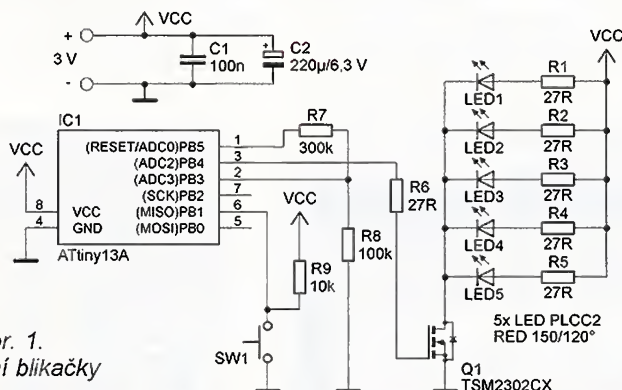 VCC
+
3 V
-
C1
100n
C2
+
220µ/6,3 V
IC1
VCC
8
4
VCC
GND
(RESET/ADC0)PB5
(ADC2)PB4
(ADC3)PB3
(SCK)PB2
(MISO)PB1
(MOSI)PB0
1
3
2
7
6
5
ATtiny13A
R7
300k
R6
27R
VCC
R9
10k
R8
100k
SW1
VCC
LED1
R1
27R
LED2
R2
27R
LED3
R3
27R
LED4
R4
27R
LED5
R5
27R
5x LED PLCC2
RED 150/120°
Q1
TSM2302CX
r. 1.
ní blikačky